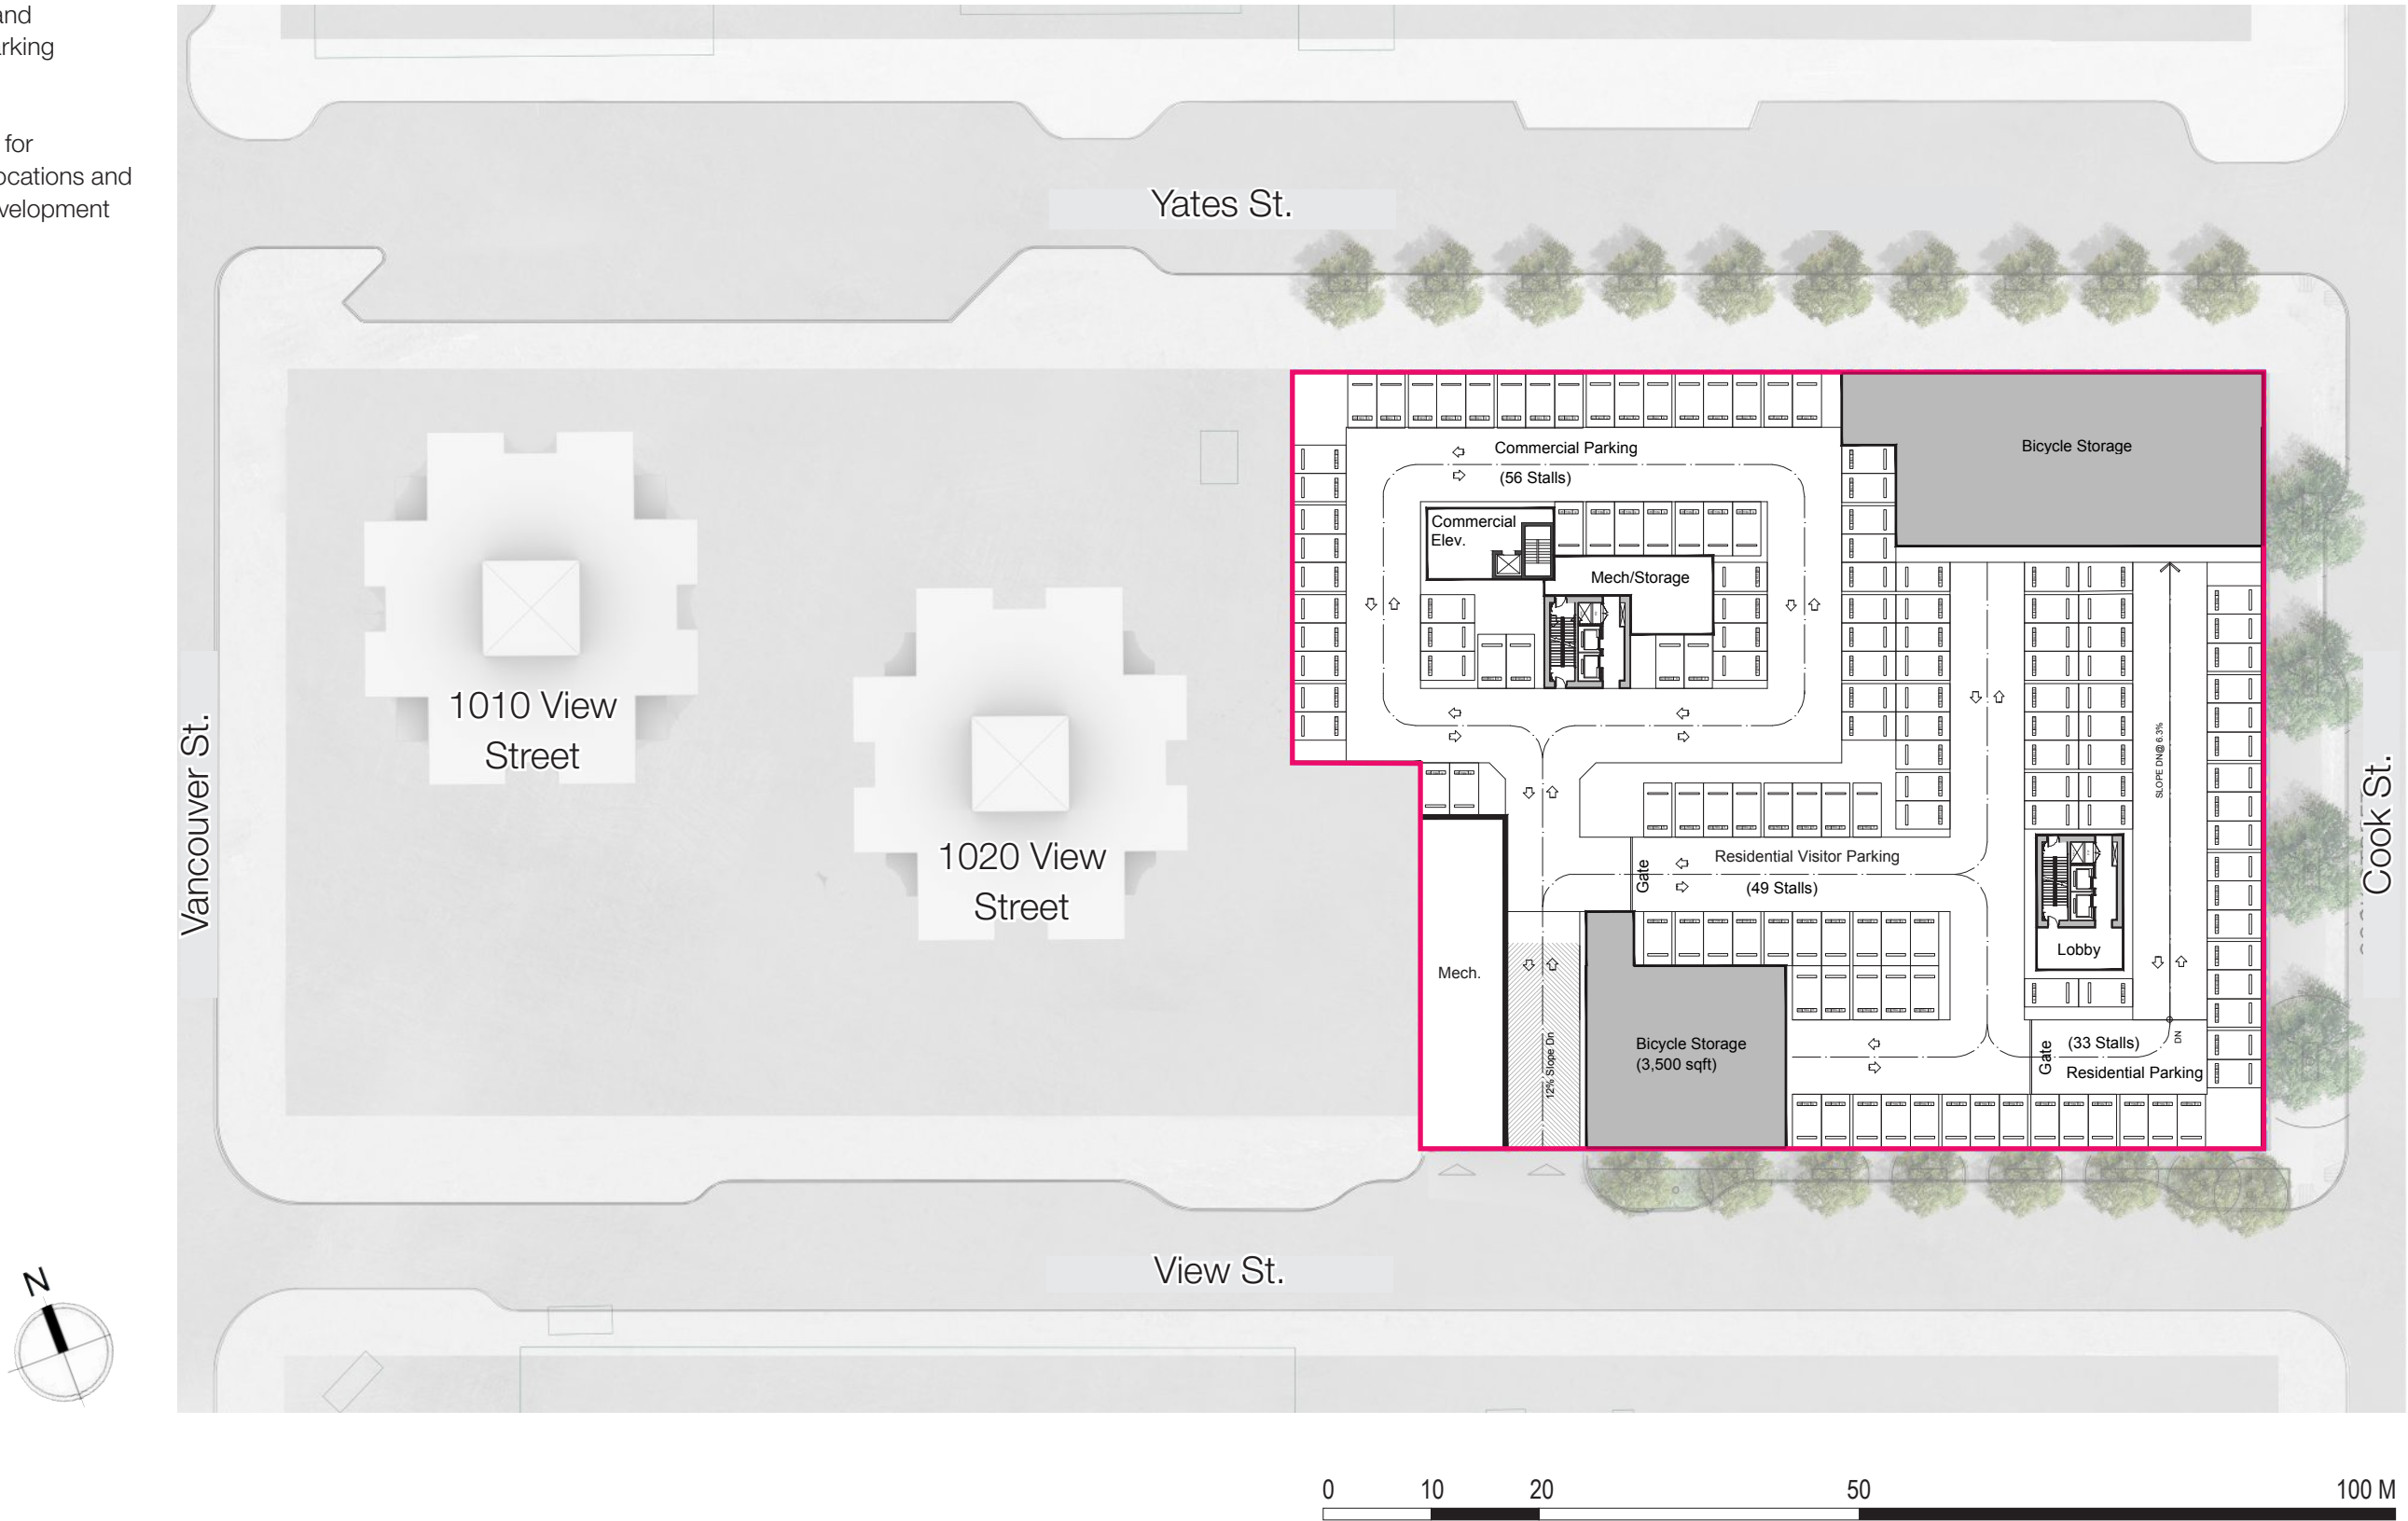 and
arking
for
ocations and
velopment
Yates St.
Commercial Parking
(56 Stalls)
Bicycle Storage
Commercial
Elev.
Mech/Storage
1010 View
Street
1020 View
Street
Vancouver St.
Cook St.
SLOPE DN@ 6.3%
Gate
Residential Visitor Parking
(49 Stalls)
Lobby
Mech.
12% Slope Dn
Bicycle Storage
(3,500 sqft)
Gate
(33 Stalls)
DN
Residential Parking
View St.
N
0 10 20 50 100 M